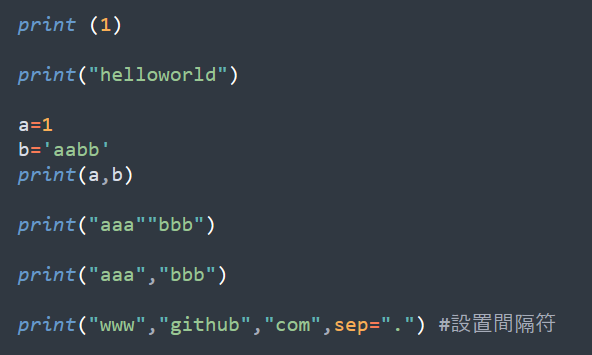 print (1)
print("helloworld")
a=1
b='aabb'
print(a,b)
print("aaa""bbb")
print("aaa","bbb")
print("www","github","com",sep=".") #設置間隔符